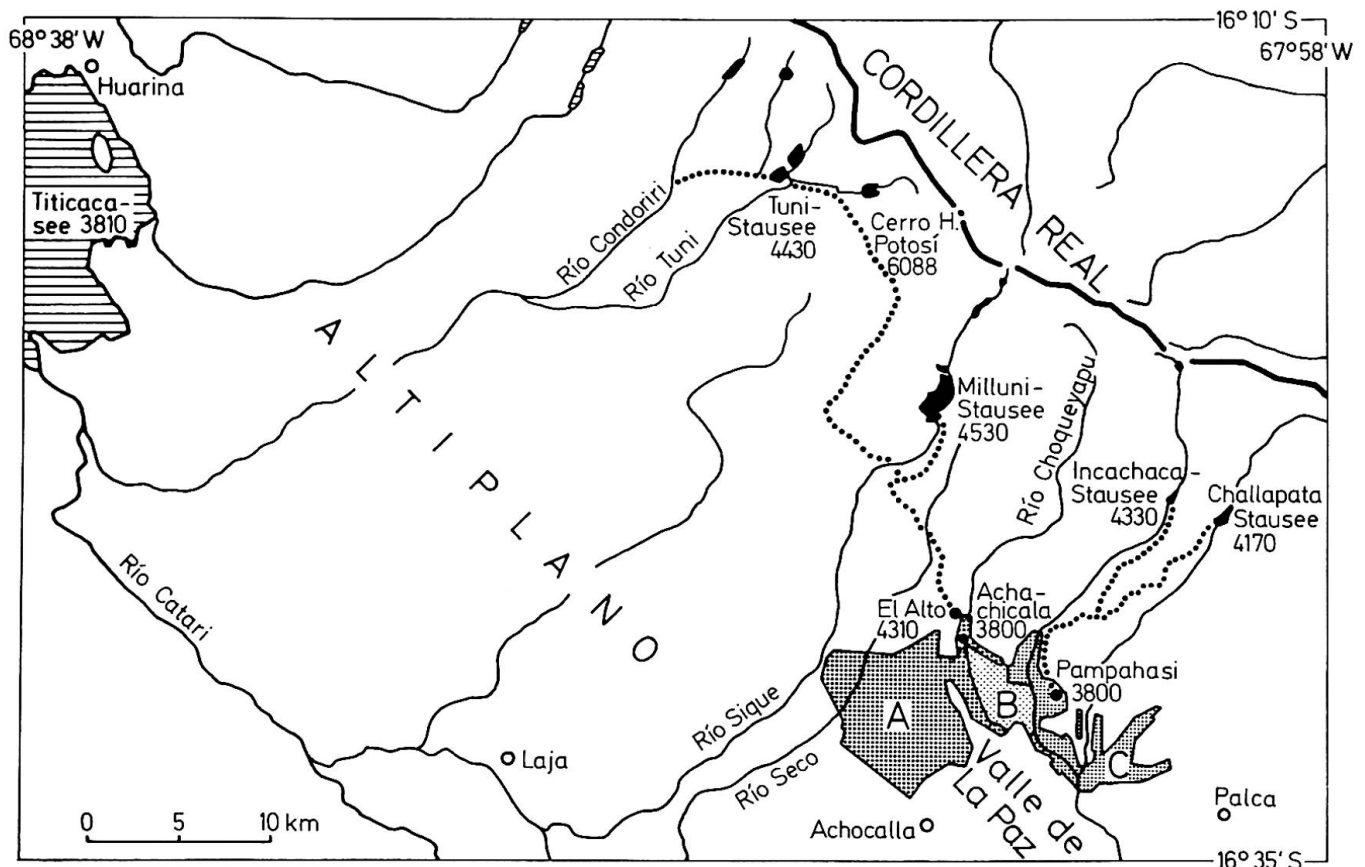 16°10' S
68°38' W
67°58' W
Huarina
CORDILLERA REAL
Titicaca-
see 3810
Tuni-
Stausee
4430
Cerro H.
Potosí
6088
Río Condoriri
Río Tuni
ALTIPLANO
Milluni-
Stausee
4530
Río Choqueyapu
Incachaca-
Stausee
4330
Challapata
Stausee
4170
Río Catari
El Alto
4310
Acha-
chicala
3800
Pampahasi
3800
A
B
C
Río Sique
Río Seco
Laja
Valle de
La Paz
Palca
Achocalla
0 5 10 km
16°35' S